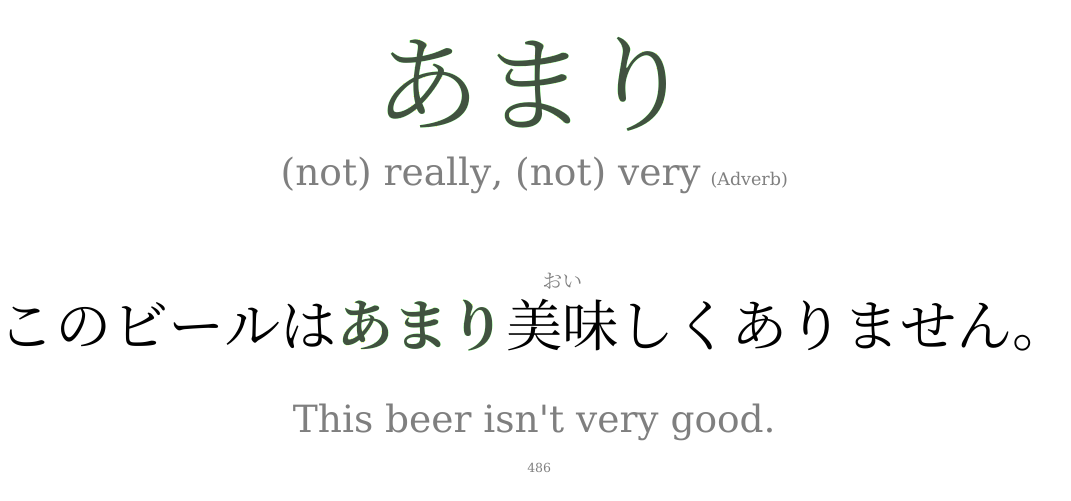 あまり
(not) really, (not) very (Adverb)
おい
このビールはあまり美味しくありません。
This beer isn't very good.
486